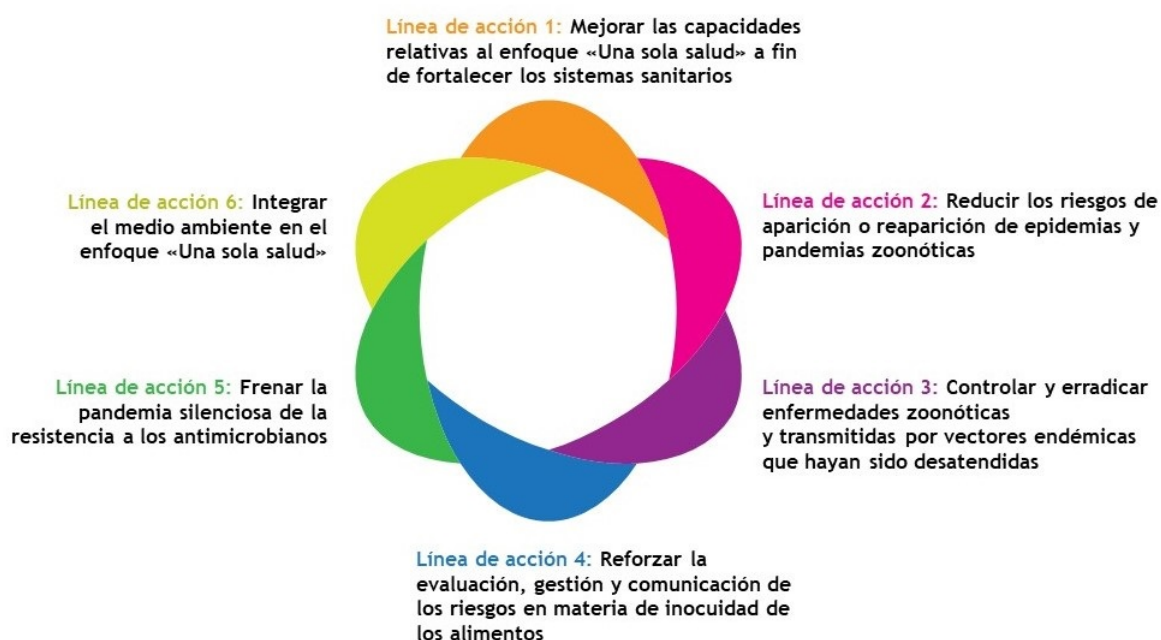 Línea de acción 1: Mejorar las capacidades
relativas al enfoque «Una sola salud» a fin
de fortalecer los sistemas sanitarios
Línea de acción 2: Reducir los riesgos de
aparición o reaparición de epidemias y
pandemias zoonóticas
Línea de acción 3: Controlar y erradicar
enfermedades zoonóticas
y transmitidas por vectores endémicas
que hayan sido desatendidas
Línea de acción 4: Reforzar la
evaluación, gestión y comunicación de
los riesgos en materia de inocuidad de
los alimentos
Línea de acción 5: Frenar la
pandemia silenciosa de la
resistencia a los antimicrobianos
Línea de acción 6: Integrar
el medio ambiente en el
enfoque «Una sola salud»